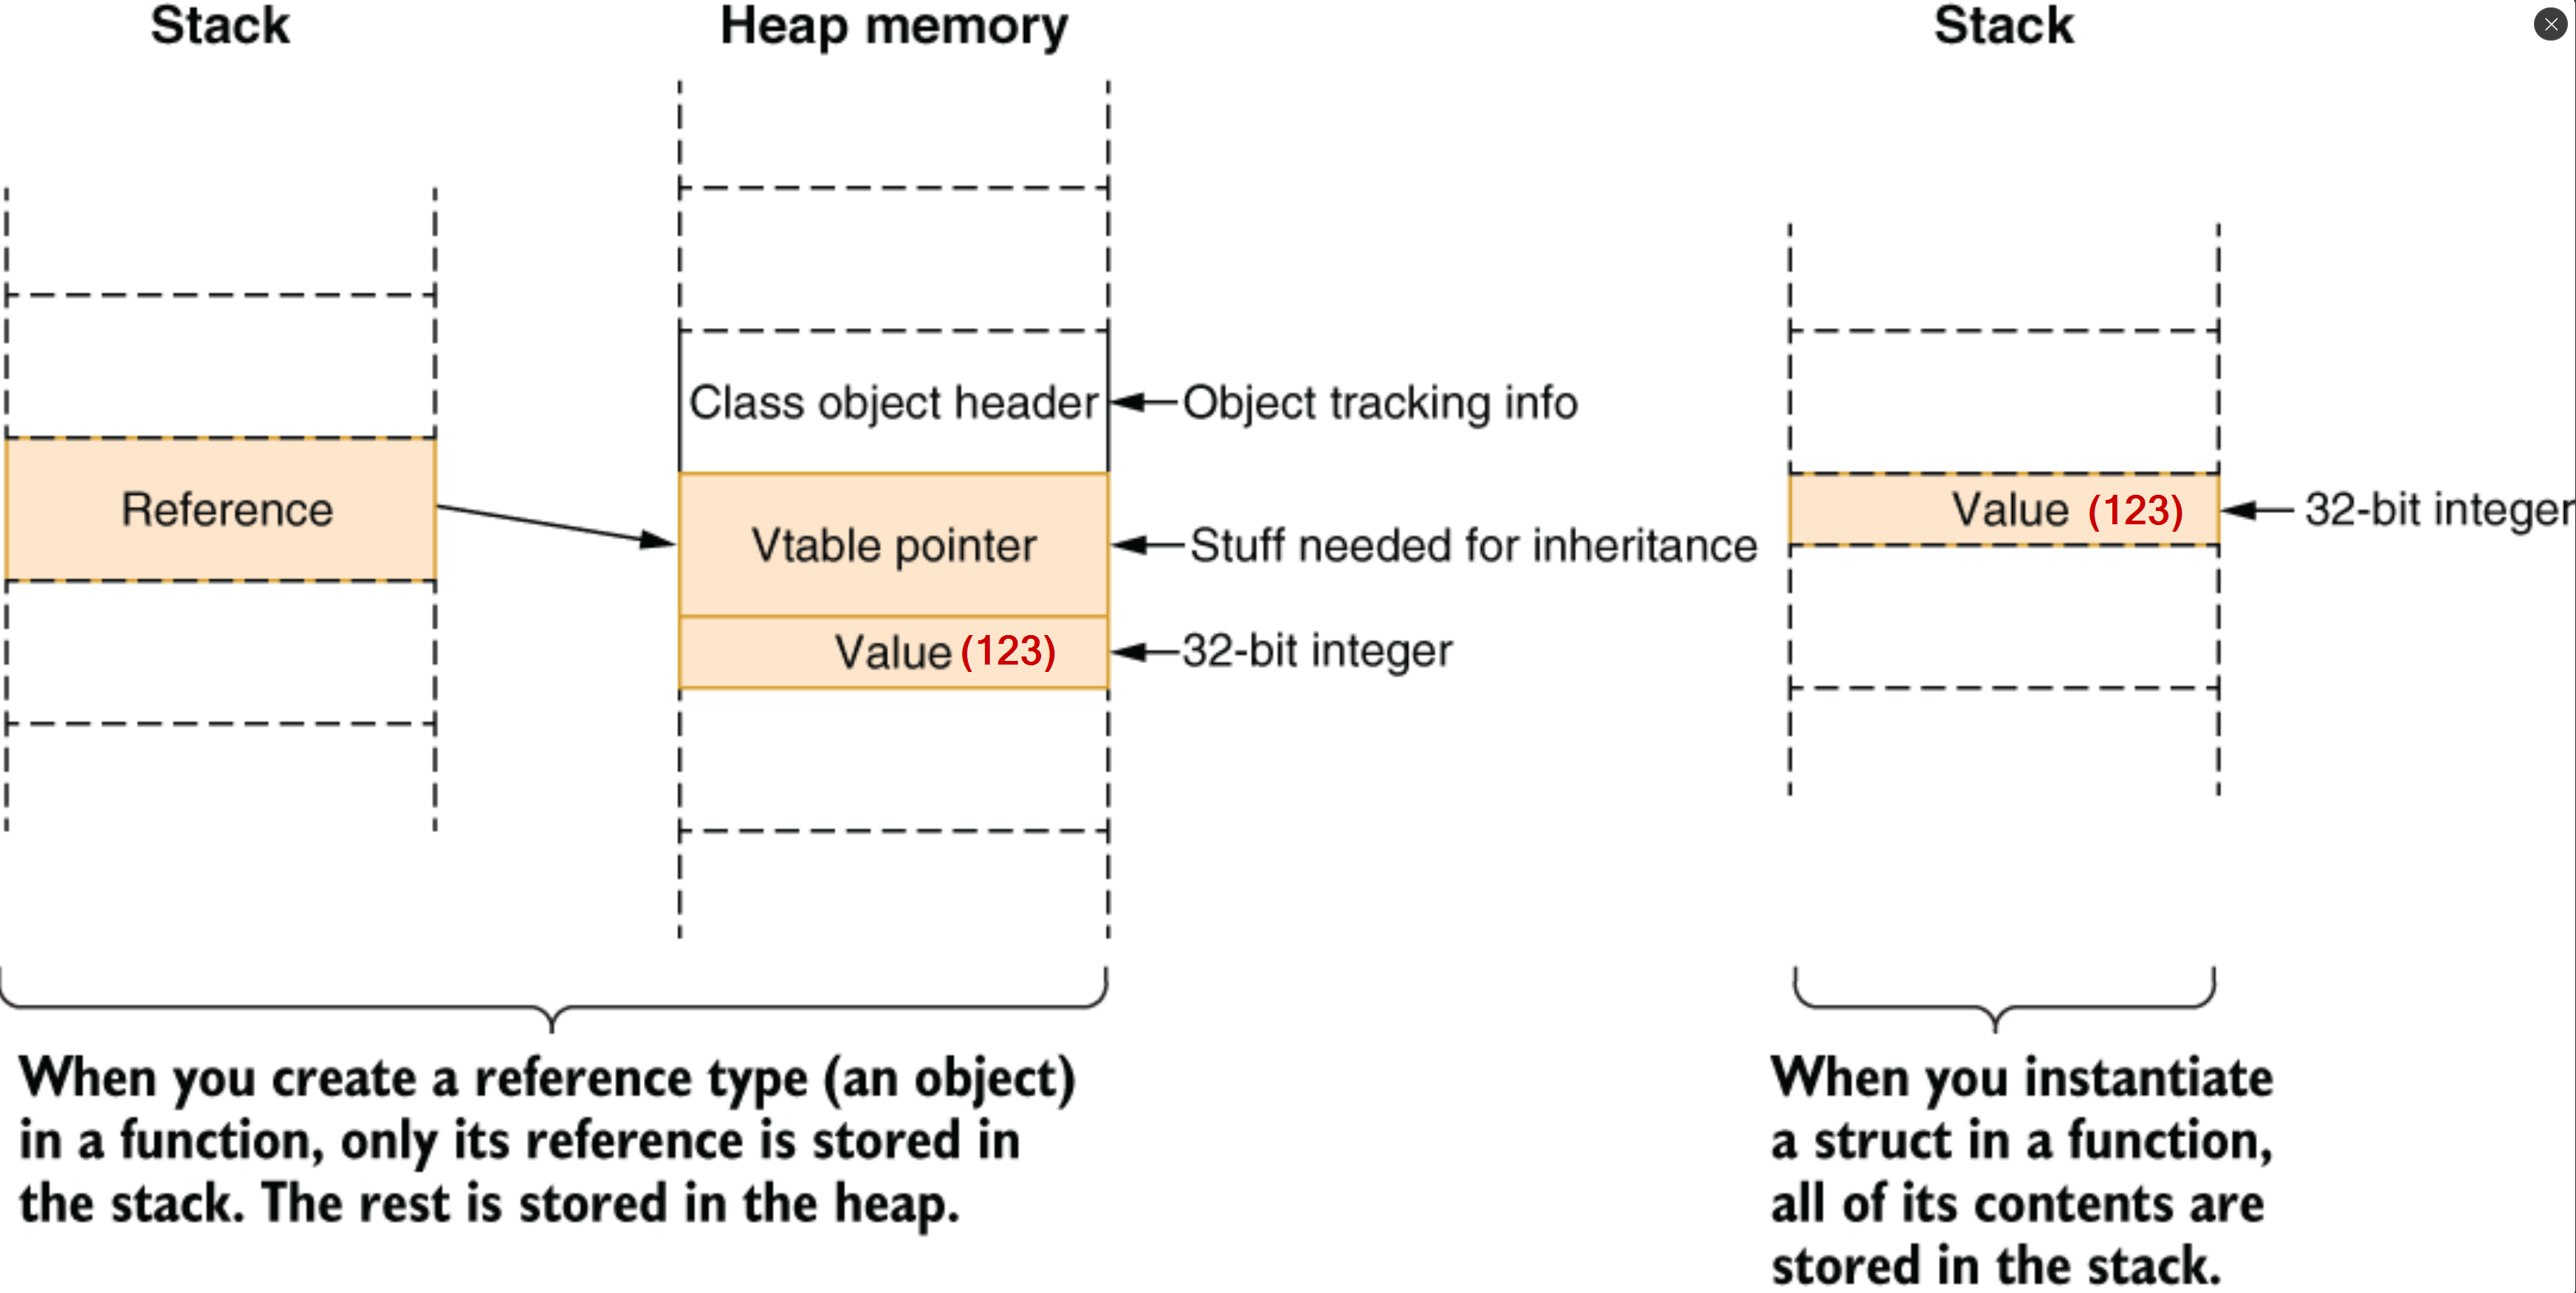 Stack
Heap memory
Stack
Class object header
Object tracking info
Reference
Vtable pointer
Stuff needed for inheritance
Value (123)
32-bit integer
Value (123)
32-bit integer
When you create a reference type (an object)
in a function, only its reference is stored in
the stack. The rest is stored in the heap.
When you instantiate
a struct in a function,
all of its contents are
stored in the stack.